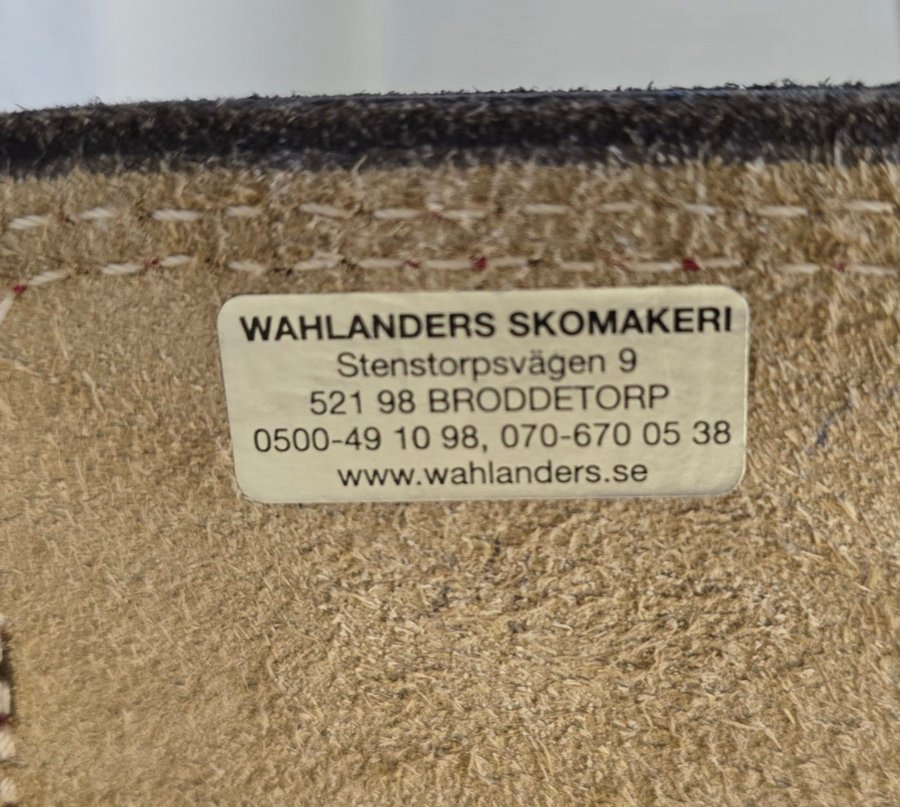 WAHLANDERS SKOMAKERI
Stenstorpsvägen 9
521 98 BRODDETORP
0500-49 10 98, 070-670 05 38
www.wahlanders.se